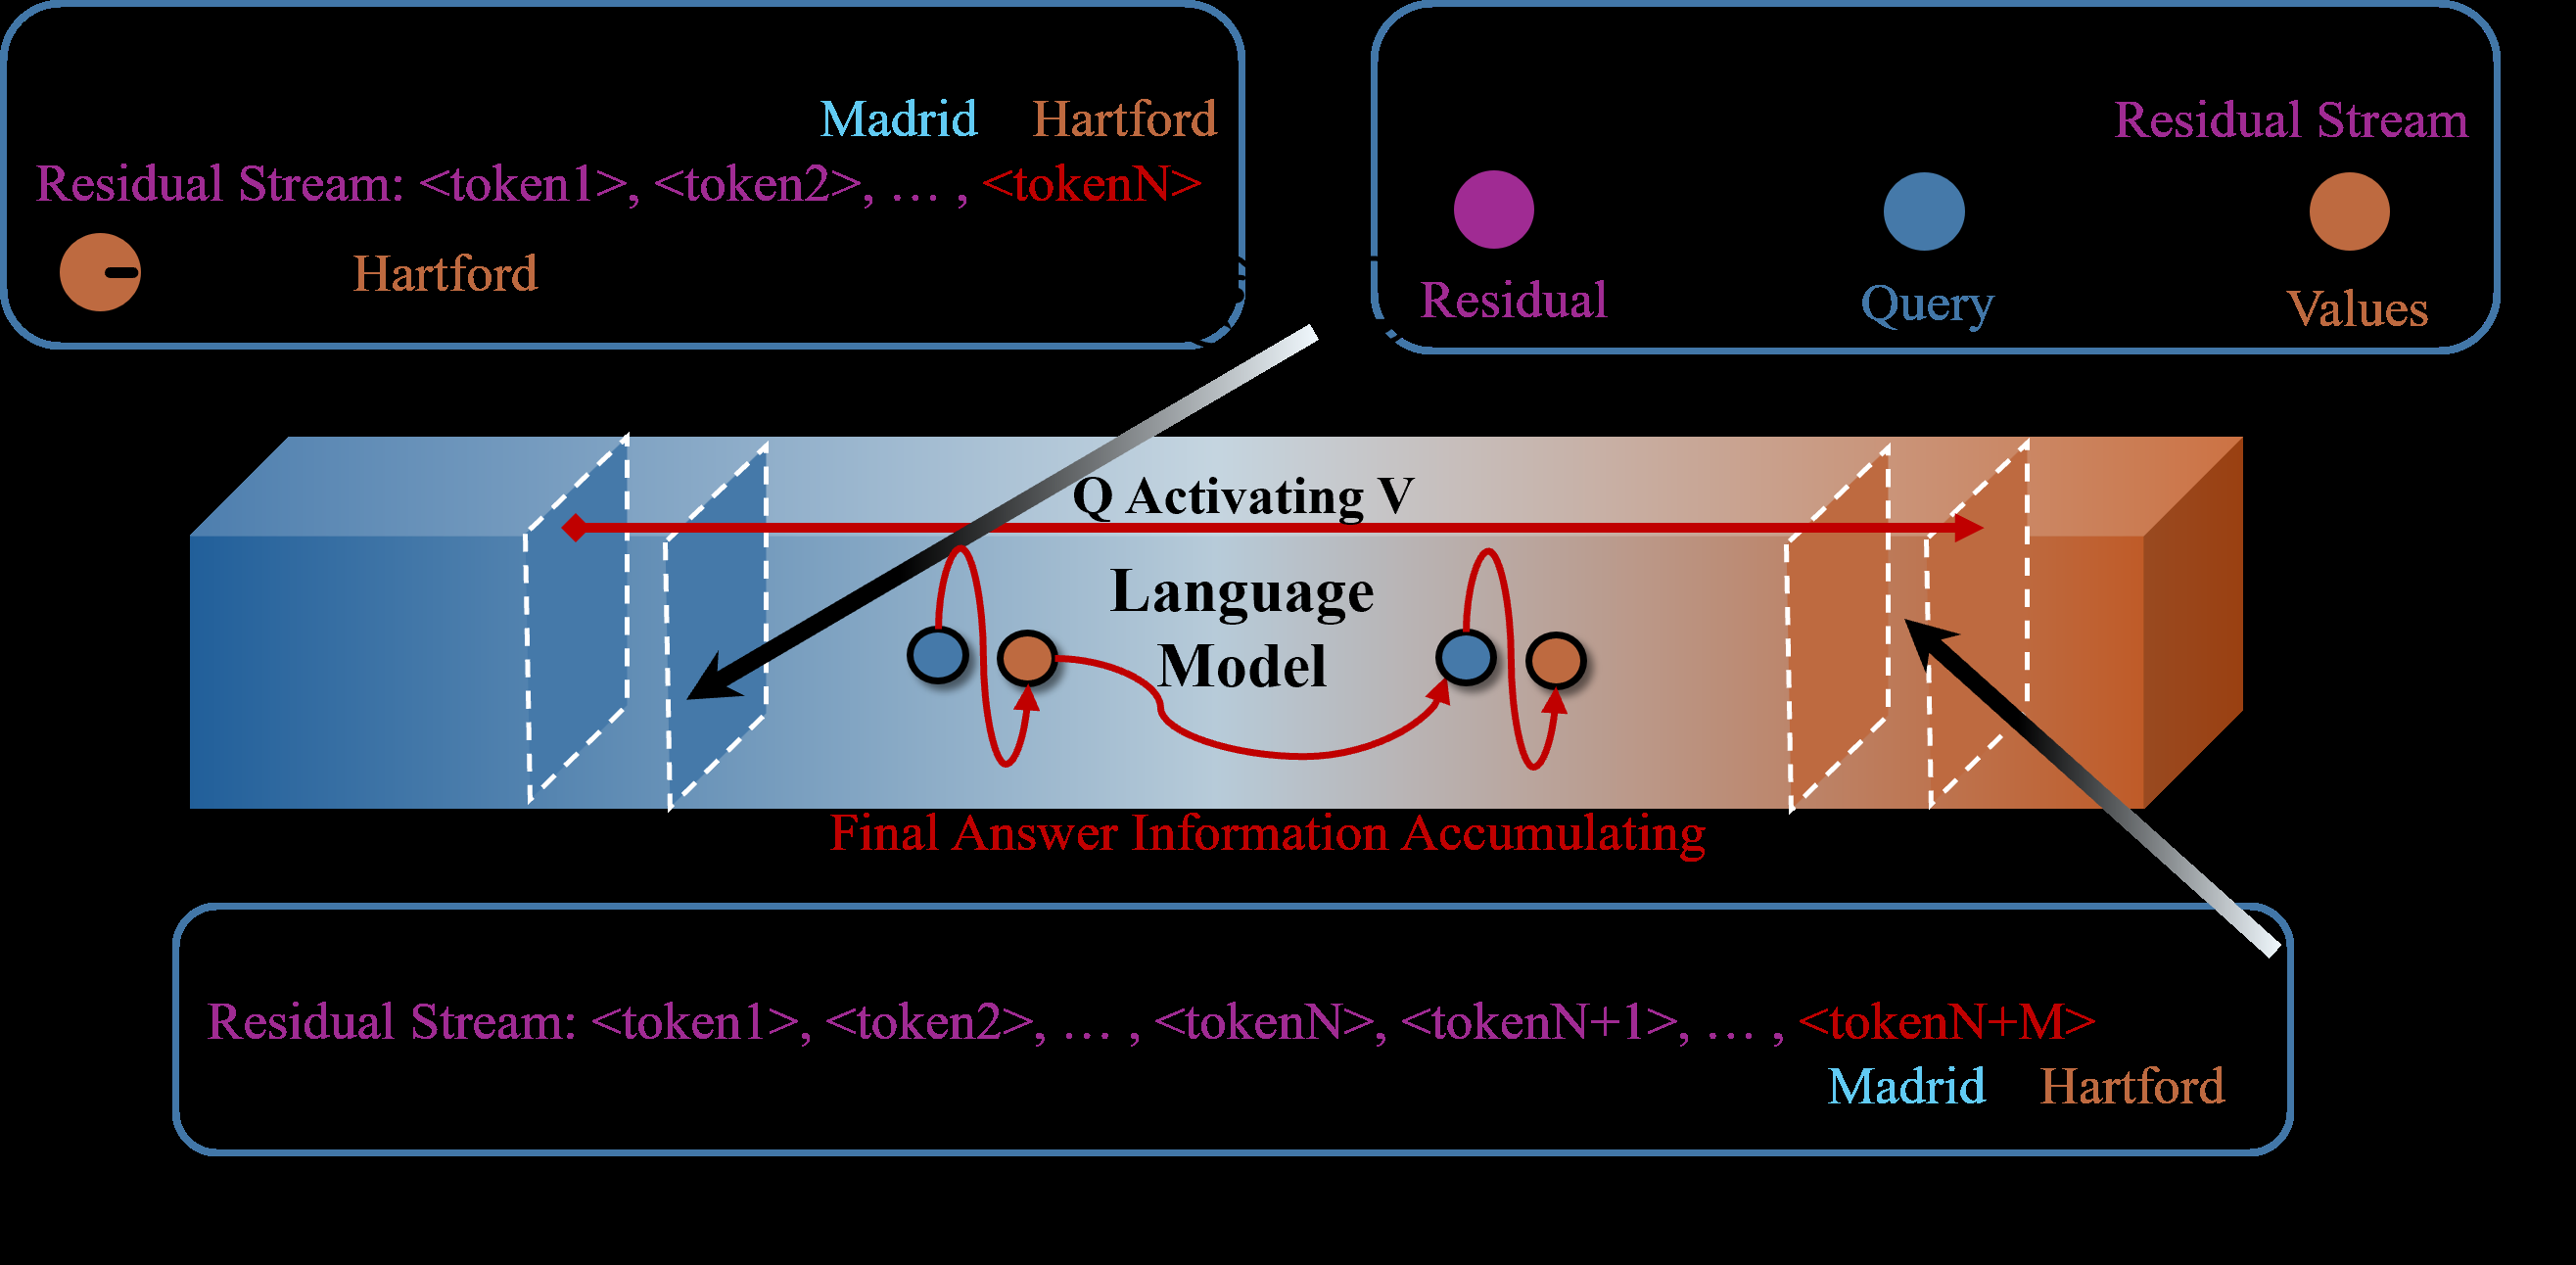 Madrid Hartford
Residual Stream: <token1>, <token2>, … , <tokenN>
Hartford
Residual Stream
Residual Query Values
Q Activating V
Language
Model
Final Answer Information Accumulating
Residual Stream: <token1>, <token2>, … , <tokenN>, <tokenN+1>, … , <tokenN+M>
Madrid Hartford